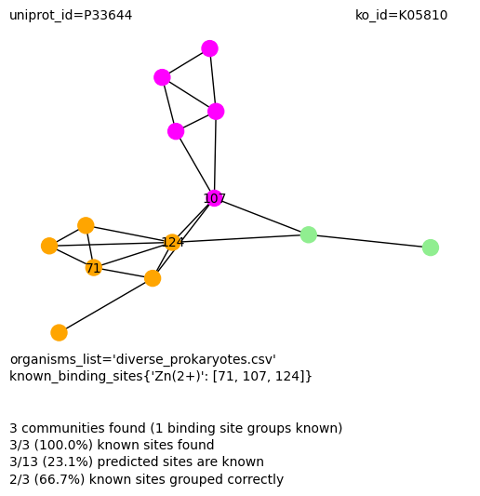 uniprot_id=P33644 ko_id=K05810
107
124
71
organisms_list='diverse_prokaryotes.csv'
known_binding_sites{'Zn(2+)': [71, 107, 124]}
3 communities found (1 binding site groups known)
3/3 (100.0%) known sites found
3/13 (23.1%) predicted sites are known
2/3 (66.7%) known sites grouped correctly